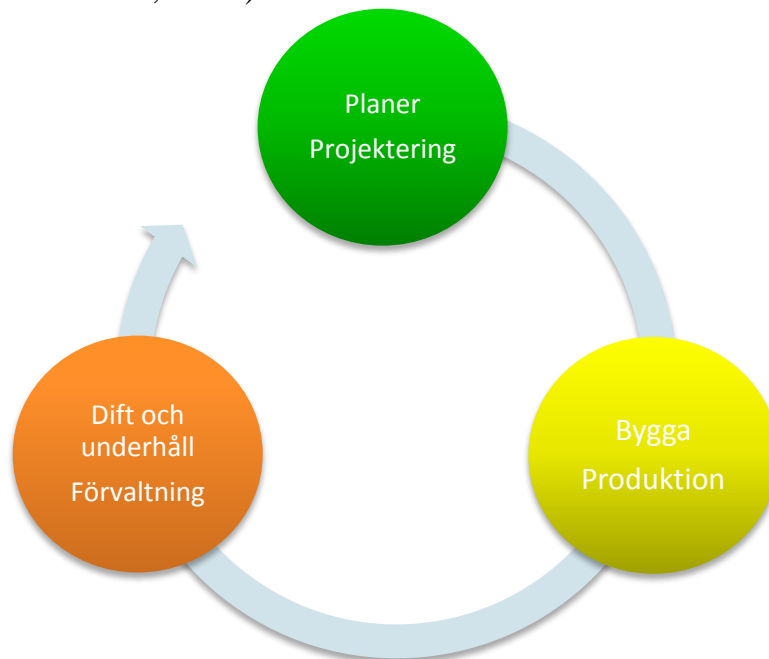 Planer
Projektering
Bygga
Produktion
Dift och
underhåll
Förvaltning